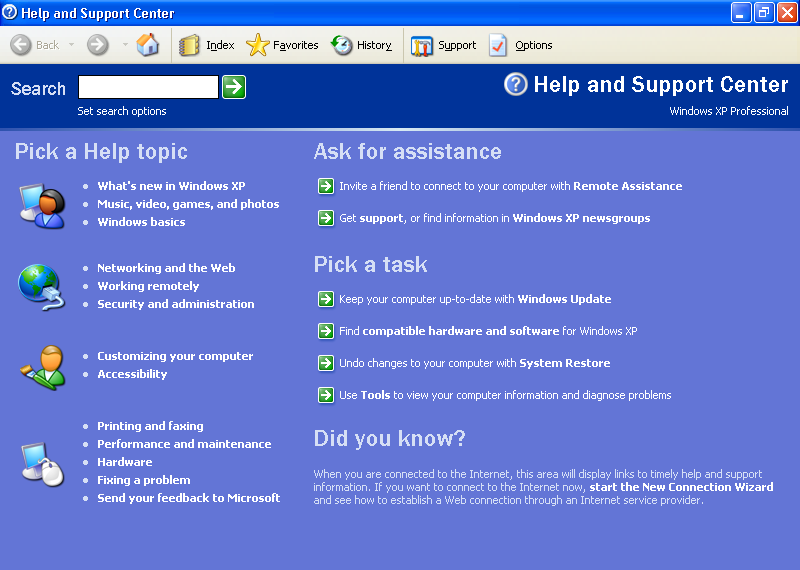 Help and Support Center
Back
Index
Favorites
History
Support
Options
Search
Set search options
Help and Support Center
Windows XP Professional
Pick a Help topic
What's new in Windows XP
Music, video, games, and photos
Windows basics
Networking and the Web
Working remotely
Security and administration
Customizing your computer
Accessibility
Printing and faxing
Performance and maintenance
Hardware
Fixing a problem
Send your feedback to Microsoft
Ask for assistance
Invite a friend to connect to your computer with Remote Assistance
Get support, or find information in Windows XP newsgroups
Pick a task
Keep your computer up-to-date with Windows Update
Find compatible hardware and software for Windows XP
Undo changes to your computer with System Restore
Use Tools to view your computer information and diagnose problems
Did you know?
When you are connected to the Internet, this area will display links to timely help and support
information. If you want to connect to the Internet now, start the New Connection Wizard
and see how to establish a Web connection through an Internet service provider.